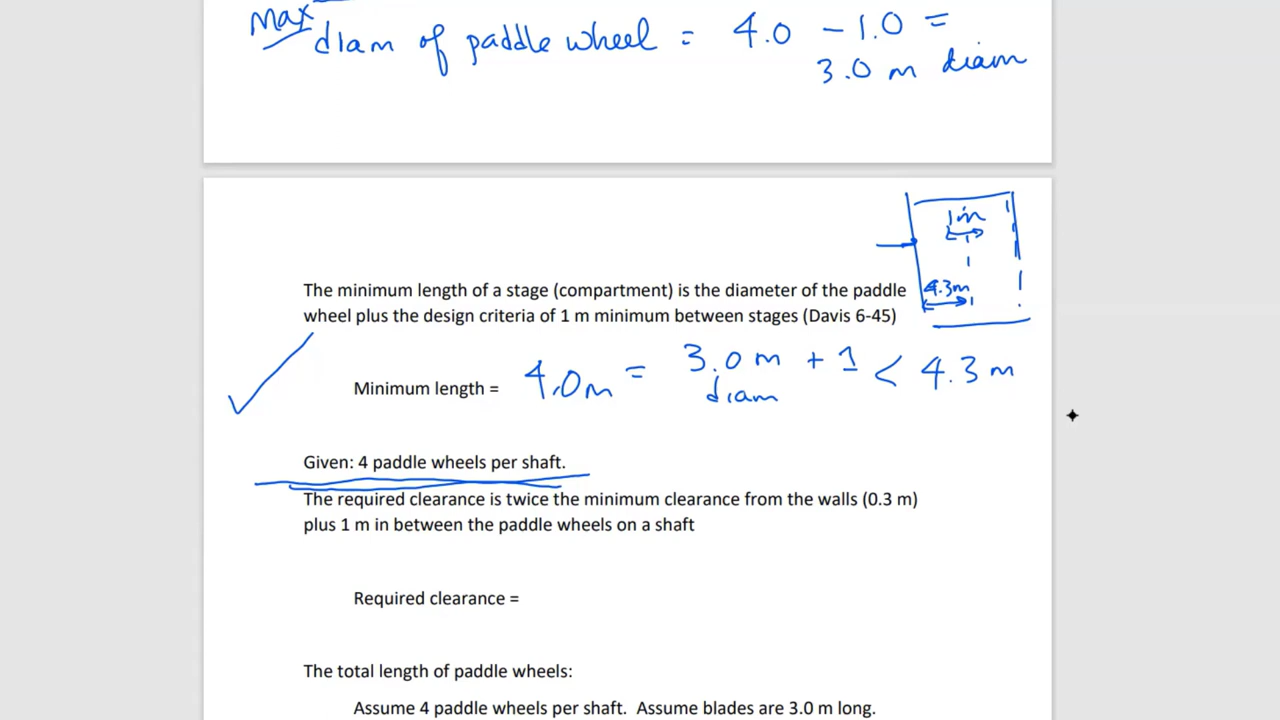 Max
diam of paddle wheel = 4.0 - 1.0 =
3.0 m diam
1m
The minimum length of a stage (compartment) is the diameter of the paddle
4.3m
wheel plus the design criteria of 1 m minimum between stages (Davis 6-45)
Minimum length = 4.0m = 3.0 m + 1 < 4.3 m
diam
Given: 4 paddle wheels per shaft.
The required clearance is twice the minimum clearance from the walls (0.3 m)
plus 1 m in between the paddle wheels on a shaft
Required clearance =
The total length of paddle wheels:
Assume 4 paddle wheels per shaft. Assume blades are 3.0 m long.